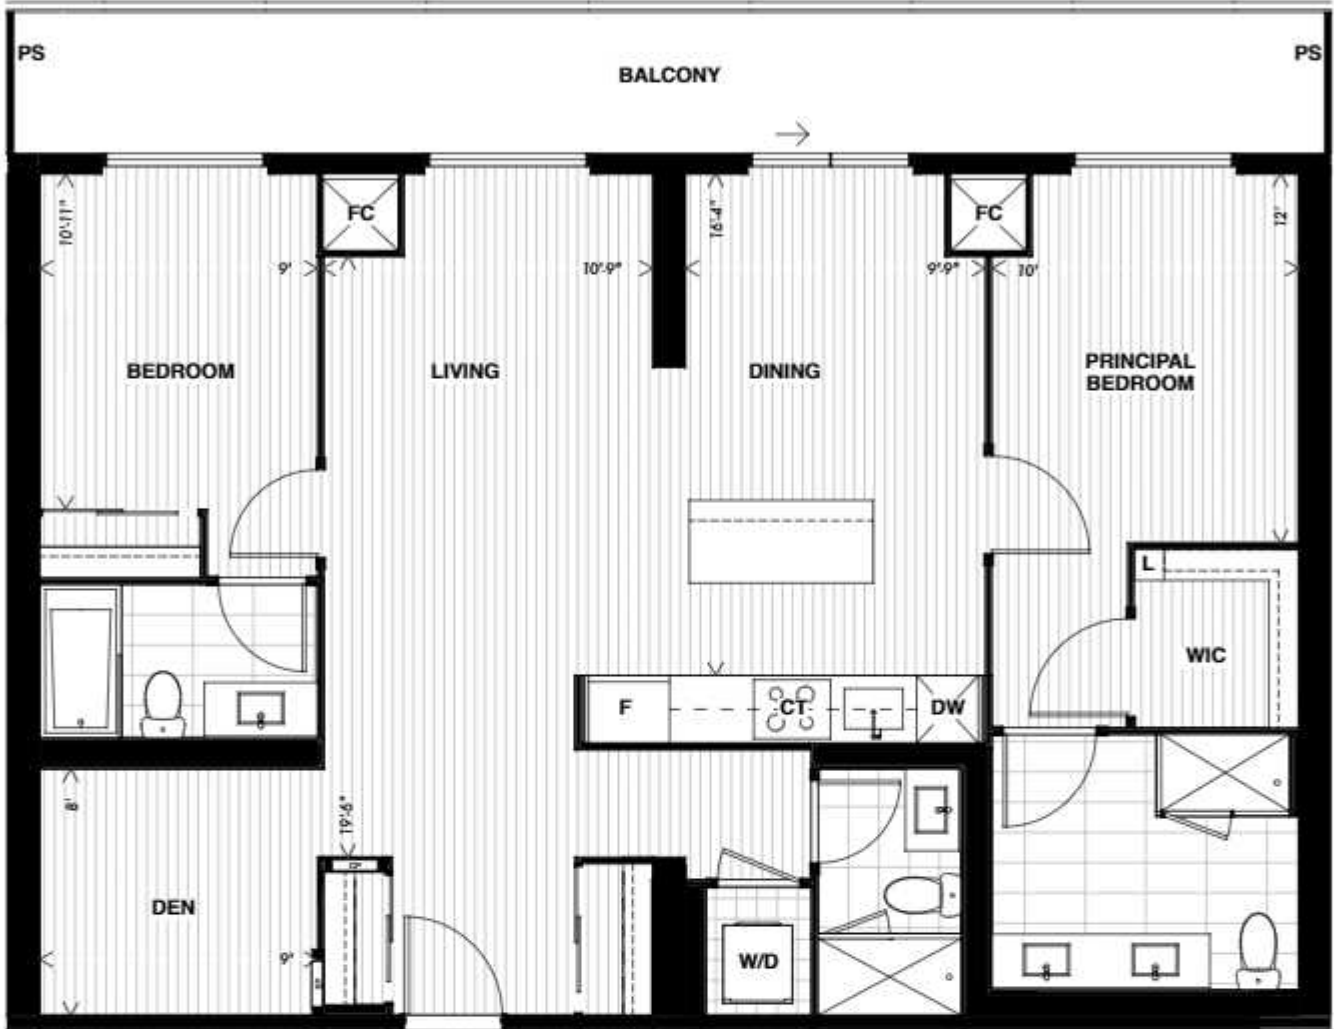 PS
PS
BALCONY
FC
FC
10'-11"
16'-4"
12'
9'
10'-9"
9'-9"
10'
BEDROOM
LIVING
DINING
PRINCIPAL
BEDROOM
L
WIC
F
CT
DW
8'
19'-6"
DEN
9'
W/D